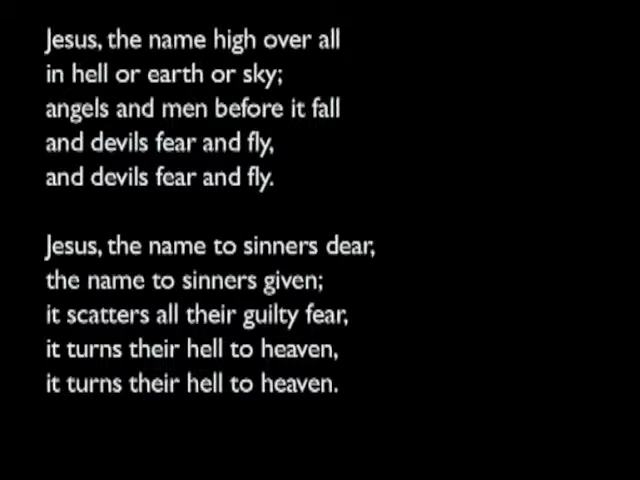 Jesus, the name high over all
in hell or earth or sky;
angels and men before it fall
and devils fear and fly,
and devils fear and fly.

Jesus, the name to sinners dear,
the name to sinners given;
it scatters all their guilty fear,
it turns their hell to heaven,
it turns their hell to heaven.